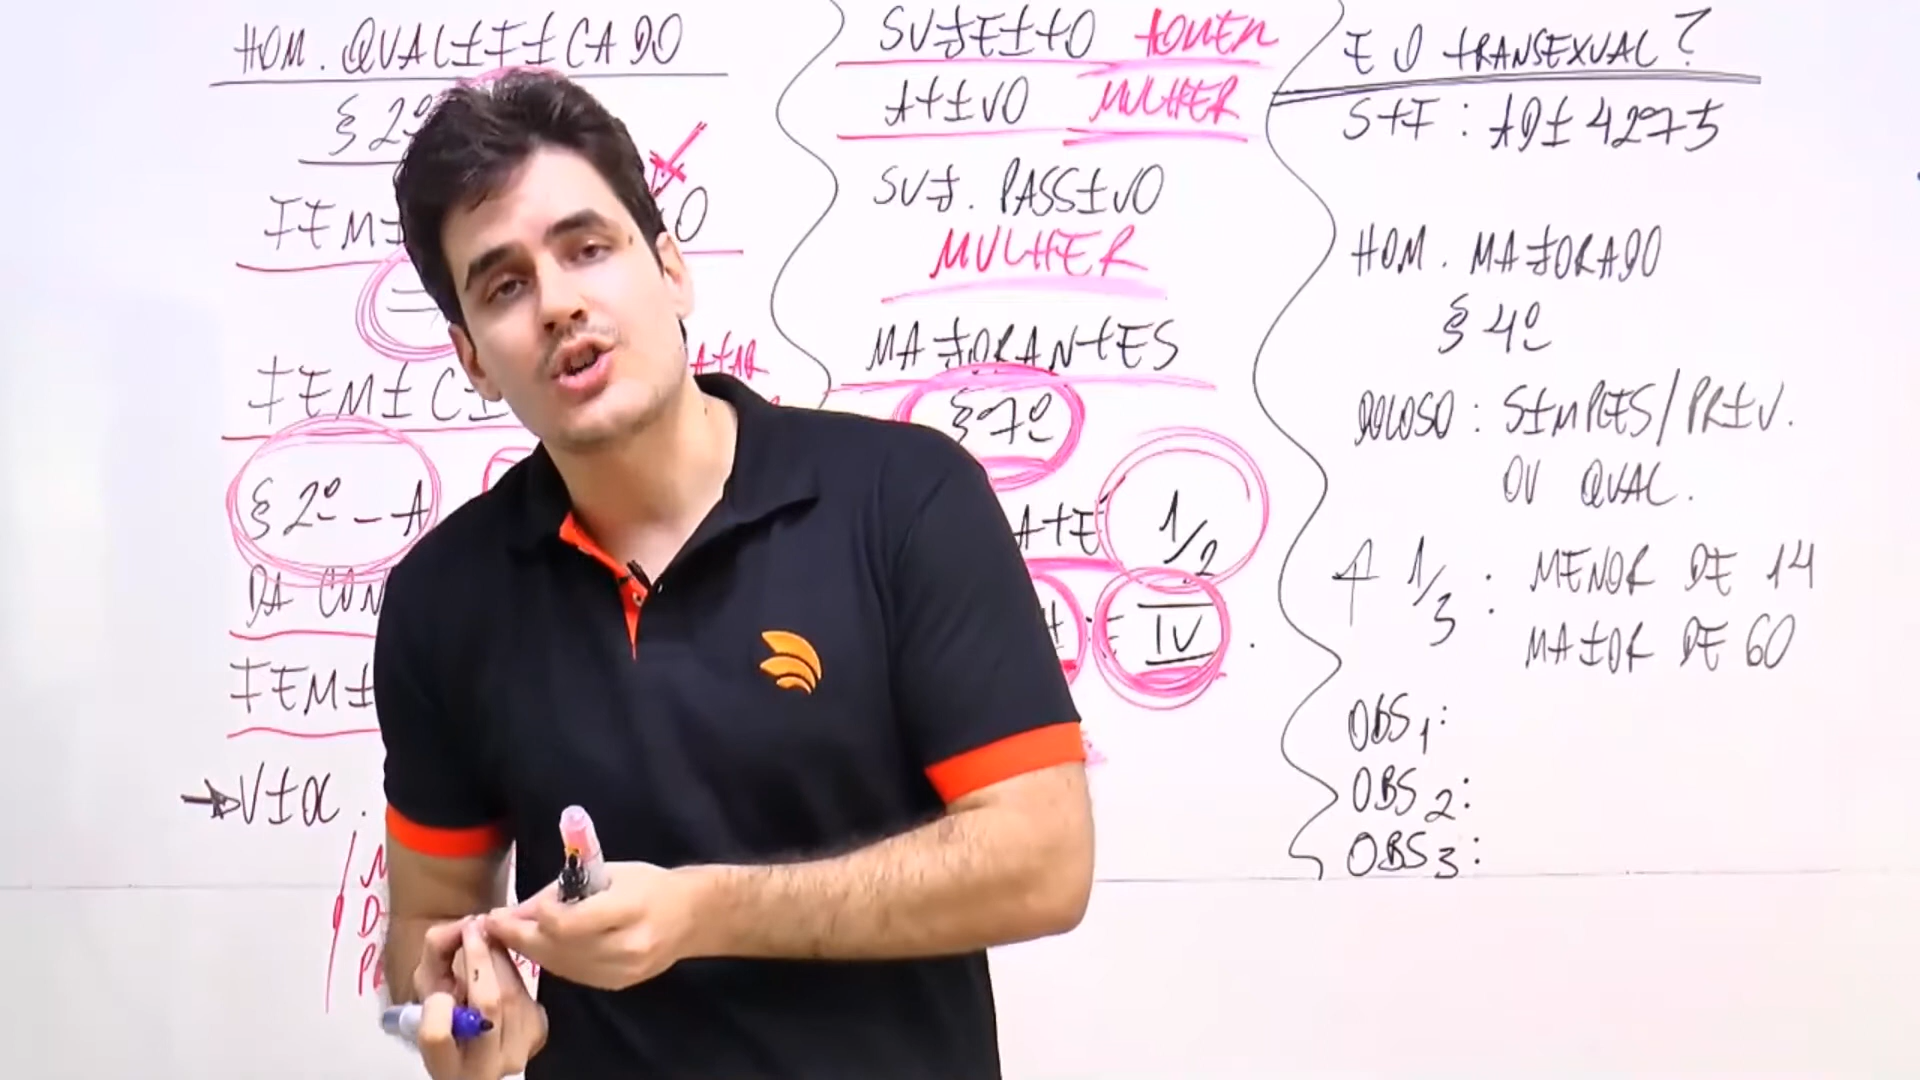 HOM. QUALIFICADO
§ 2º
FEMI
=
§ 2º - A
DA CON
FEMI
VIOL.
SUJEITO HOMEM
ATIVO MULHER
SUJ. PASSIVO
MULHER
MAJORANTES
§ 7º
ATÉ 1/2
E IV.
E O TRANSEXUAL?
STF: ADI 4275
HOM. MAJORADO
§ 4º
DOLOSO: SIMPLES/PRIV.
OU QUAL.
↑ 1/3: MENOR DE 14
MAIOR DE 60
OBS1:
OBS2:
OBS3: